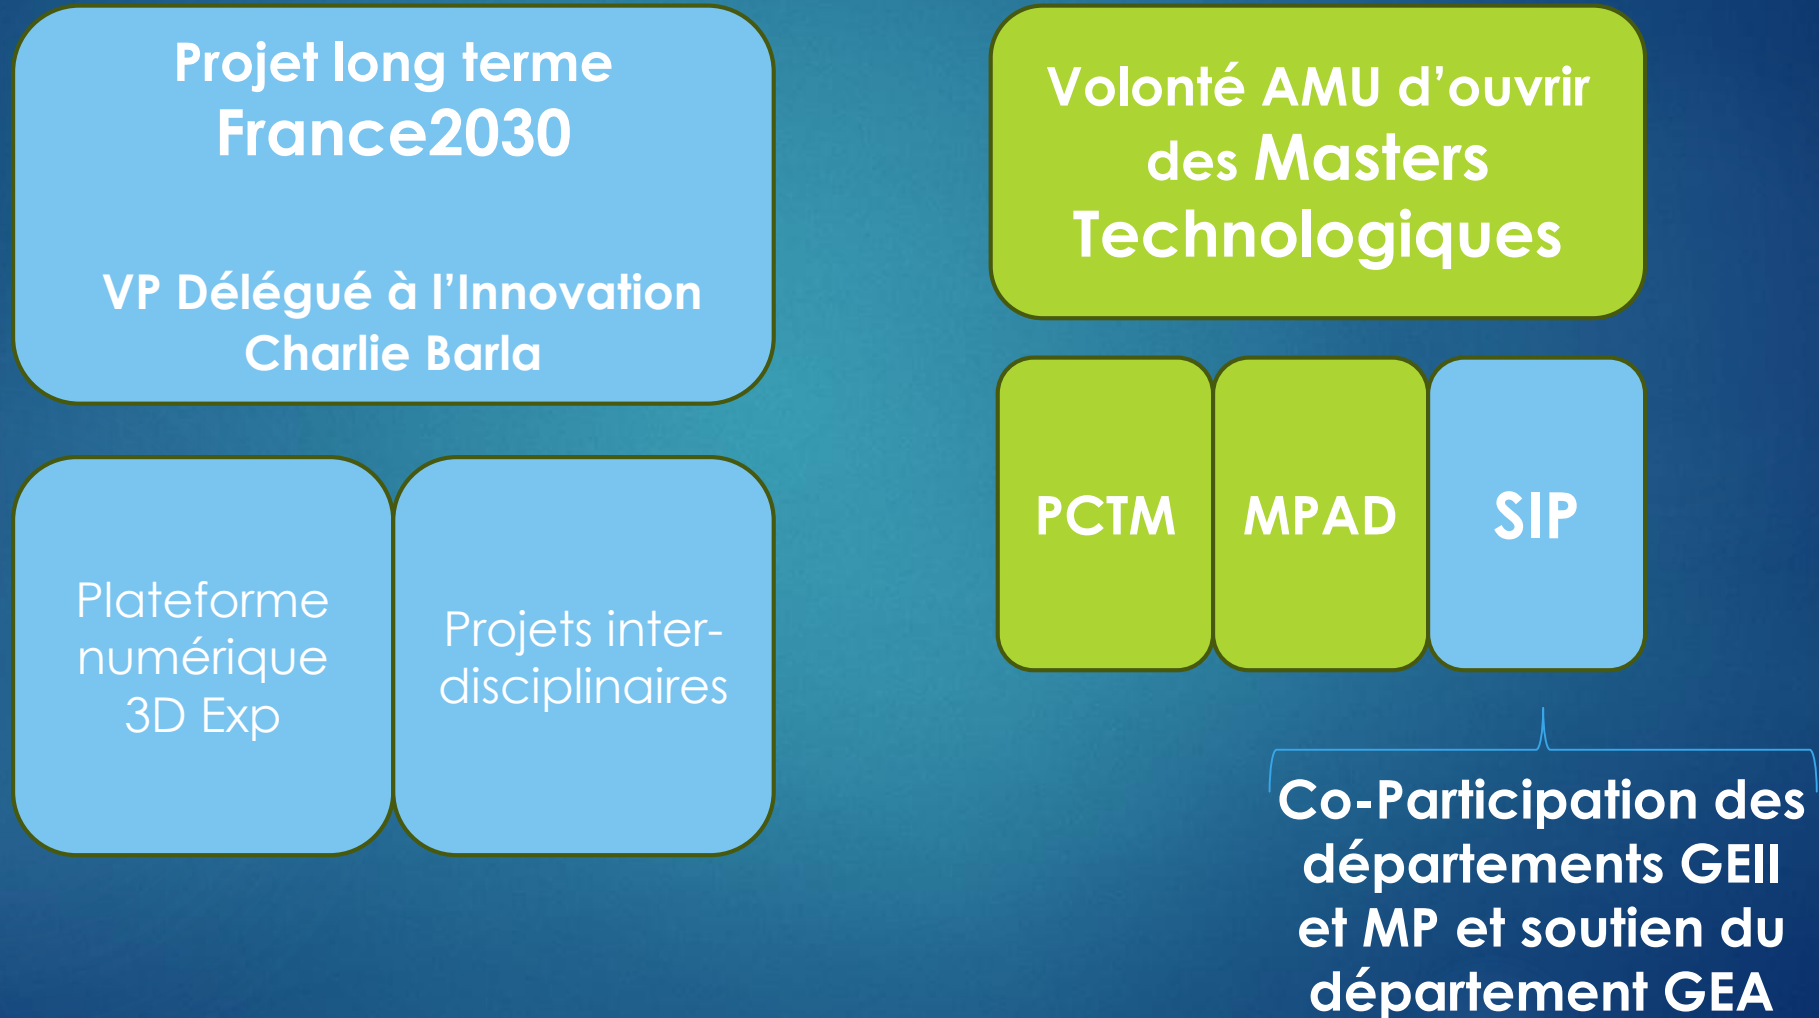 Projet long terme
France2030
VP Délégué à l’Innovation
Charlie Barla
Plateforme
numérique
3D Exp
Projets inter-
disciplinaires
Volonté AMU d’ouvrir
des Masters
Technologiques
PCTM
MPAD
SIP
Co-Participation des
départements GEII
et MP et soutien du
département GEA